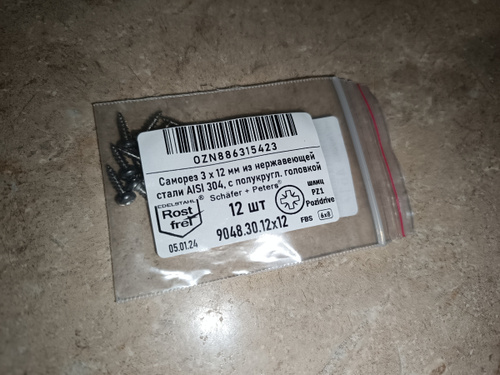 OZN886315423
Саморез 3 x 12 мм из нержавеющей
стали AISI 304, с полукругл. головкой
EDELSTAHL
Rost
frei
® Schäfer + Peters®
12 шт
шлиц
PZ1
Pozidrive
05.01.24
9048.30.12x12
FBS
6x8